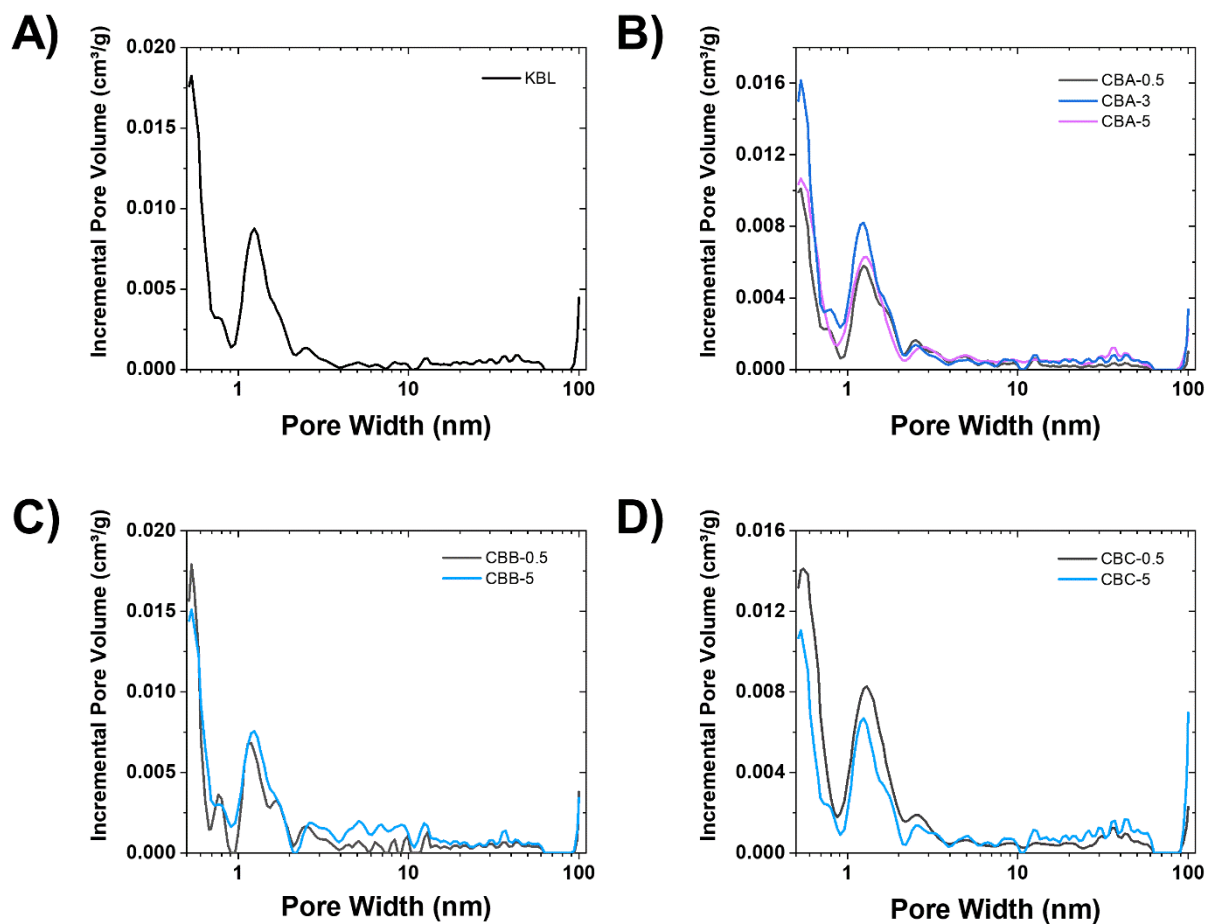 A)
Incremental Pore Volume (cm³/g)
0.020
0.015
0.010
0.005
0.000
KBL
1
10
100
Pore Width (nm)
B)
Incremental Pore Volume (cm³/g)
0.016
0.012
0.008
0.004
0.000
CBA-0.5
CBA-3
CBA-5
1
10
100
Pore Width (nm)
C)
Incremental Pore Volume (cm³/g)
0.020
0.015
0.010
0.005
0.000
CBB-0.5
CBB-5
1
10
100
Pore Width (nm)
D)
Incremental Pore Volume (cm³/g)
0.016
0.012
0.008
0.004
0.000
CBC-0.5
CBC-5
1
10
100
Pore Width (nm)